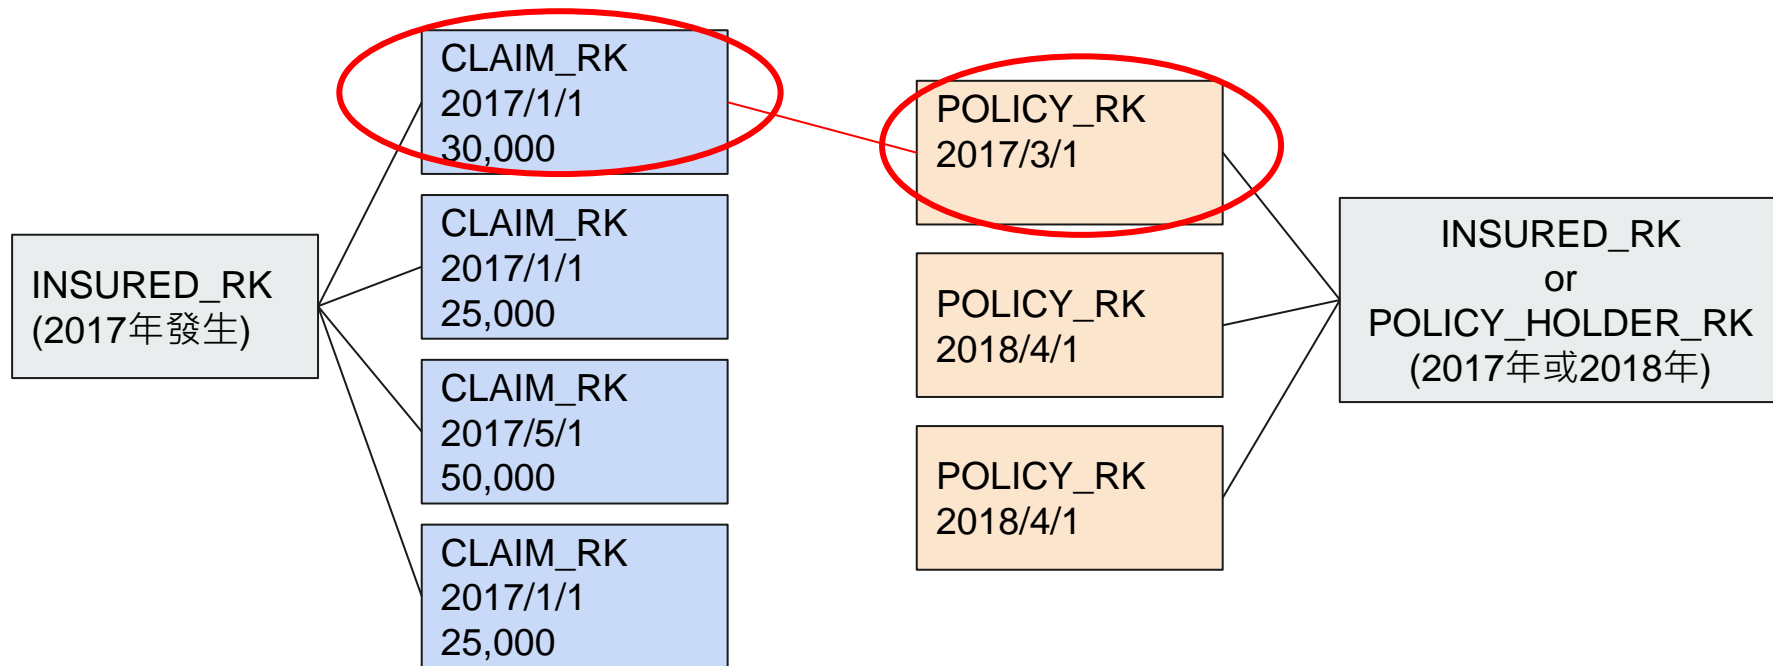 INSURED_RK
(2017年發生)
CLAIM_RK
2017/1/1
30,000
CLAIM_RK
2017/1/1
25,000
CLAIM_RK
2017/5/1
50,000
CLAIM_RK
2017/1/1
25,000
POLICY_RK
2017/3/1
POLICY_RK
2018/4/1
POLICY_RK
2018/4/1
INSURED_RK
or
POLICY_HOLDER_RK
(2017年或2018年)